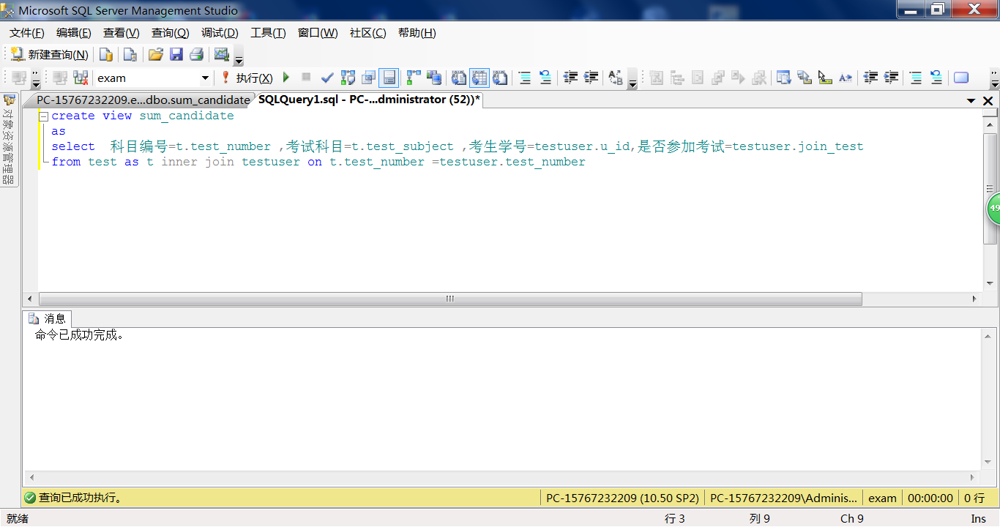 Microsoft SQL Server Management Studio
文件(F) 编辑(E) 查看(V) 查询(Q) 调试(D) 工具(T) 窗口(W) 社区(C) 帮助(H)
新建查询(N)
exam 执行(X)
PC-15767232209.e...dbo.sum_candidate SQLQuery1.sql - PC-...dministrator (52))*
对象资源管理器
create view sum_candidate
as
select 科目编号=t.test_number ,考试科目=t.test_subject ,考生学号=testuser.u_id,是否参加考试=testuser.join_test
from test as t inner join testuser on t.test_number =testuser.test_number
49
消息
命令已成功完成。
查询已成功执行。 PC-15767232209 (10.50 SP2) PC-15767232209\Adminis... exam 00:00:00 0 行
就绪 行 3 列 9 Ch 9 Ins